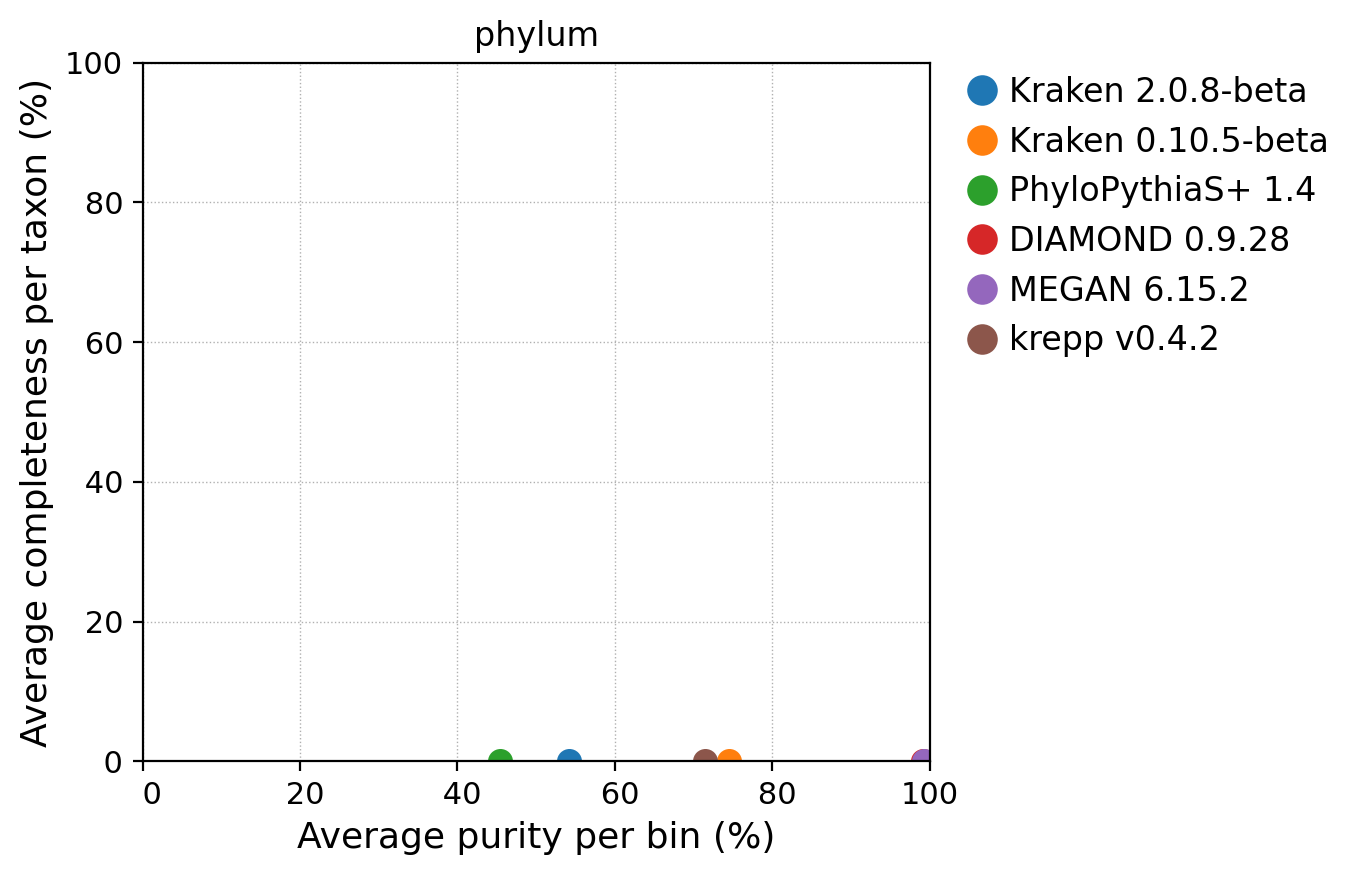 phylum
Average completeness per taxon (%)
100
80
60
40
20
0
0 20 40 60 80 100
Average purity per bin (%)
Kraken 2.0.8-beta
Kraken 0.10.5-beta
PhyloPythiaS+ 1.4
DIAMOND 0.9.28
MEGAN 6.15.2
krepp v0.4.2